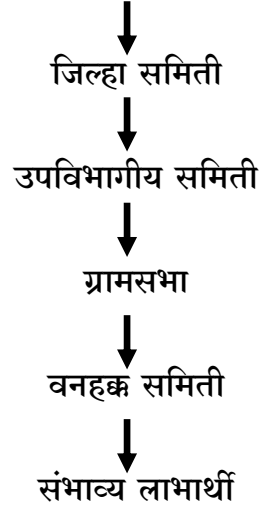 जिल्हा समिती
उपविभागीय समिती
ग्रामसभा
वनहक्क समिती
संभाव्य लाभार्थी